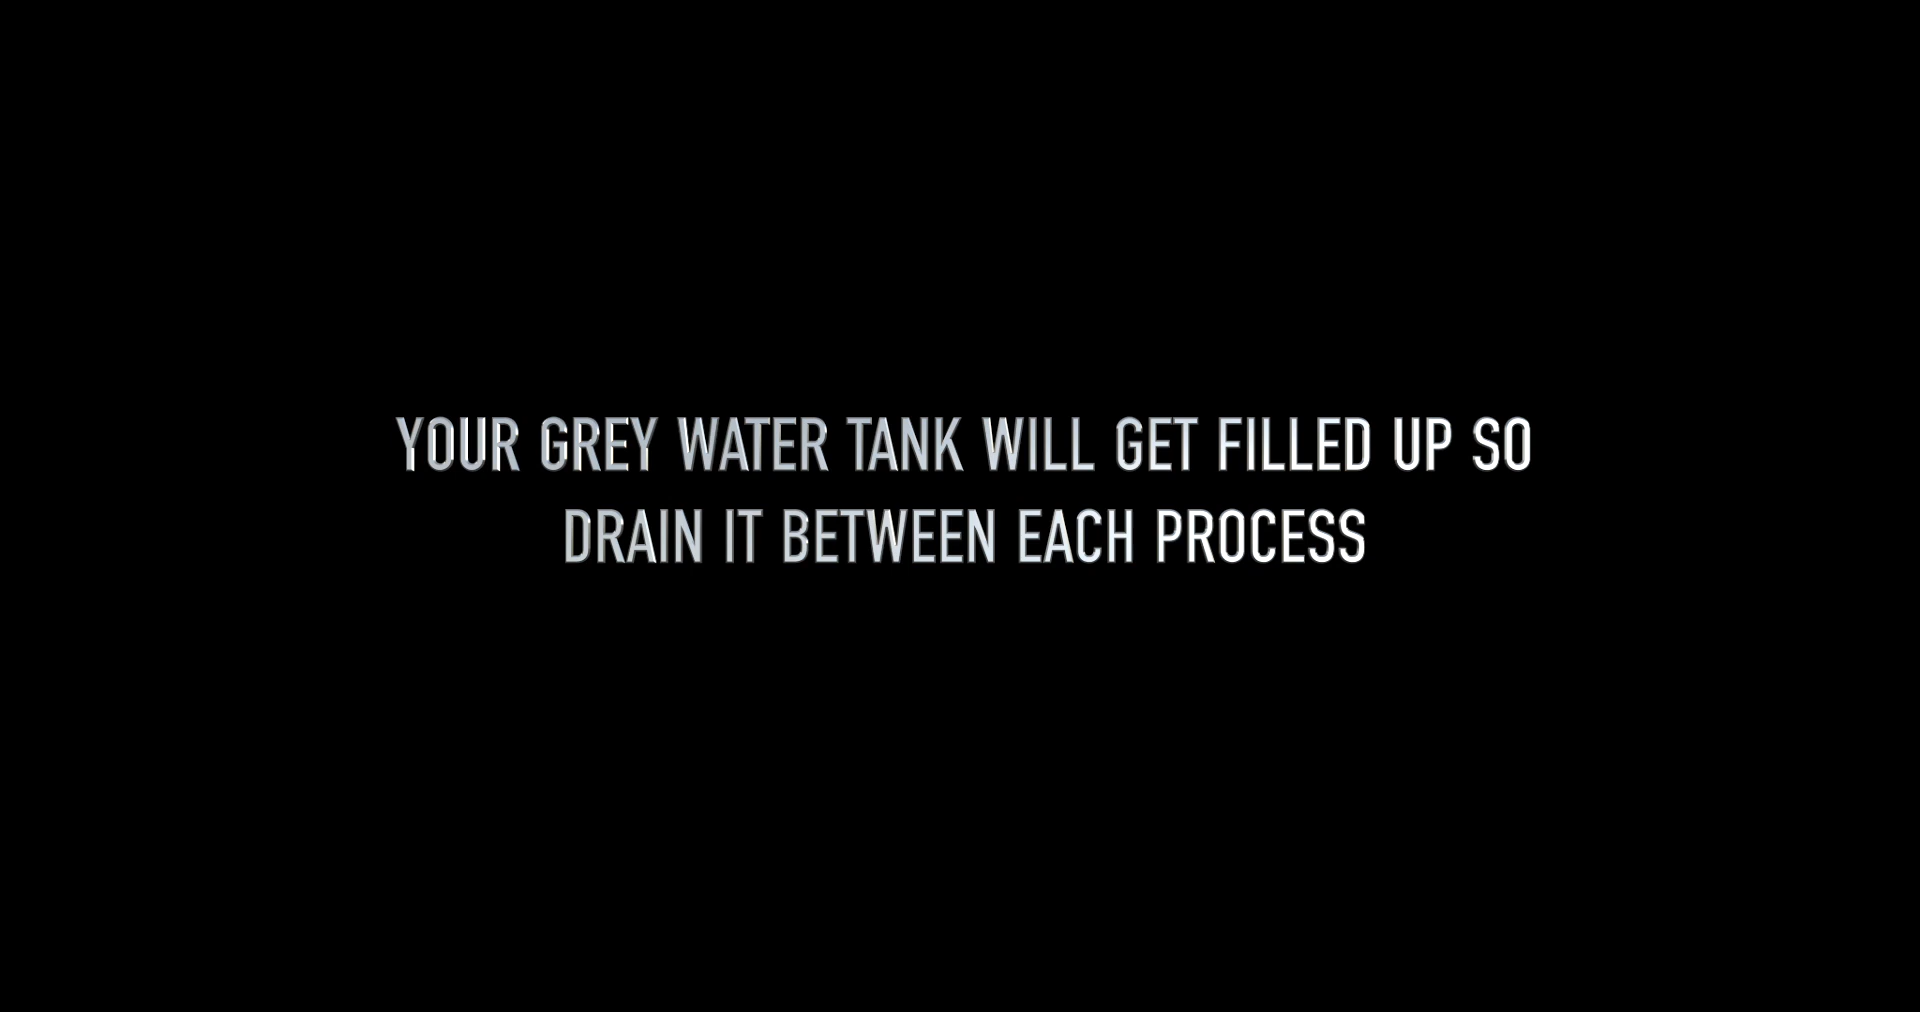 YOUR GREY WATER TANK WILL GET FILLED UP SO
DRAIN IT BETWEEN EACH PROCESS